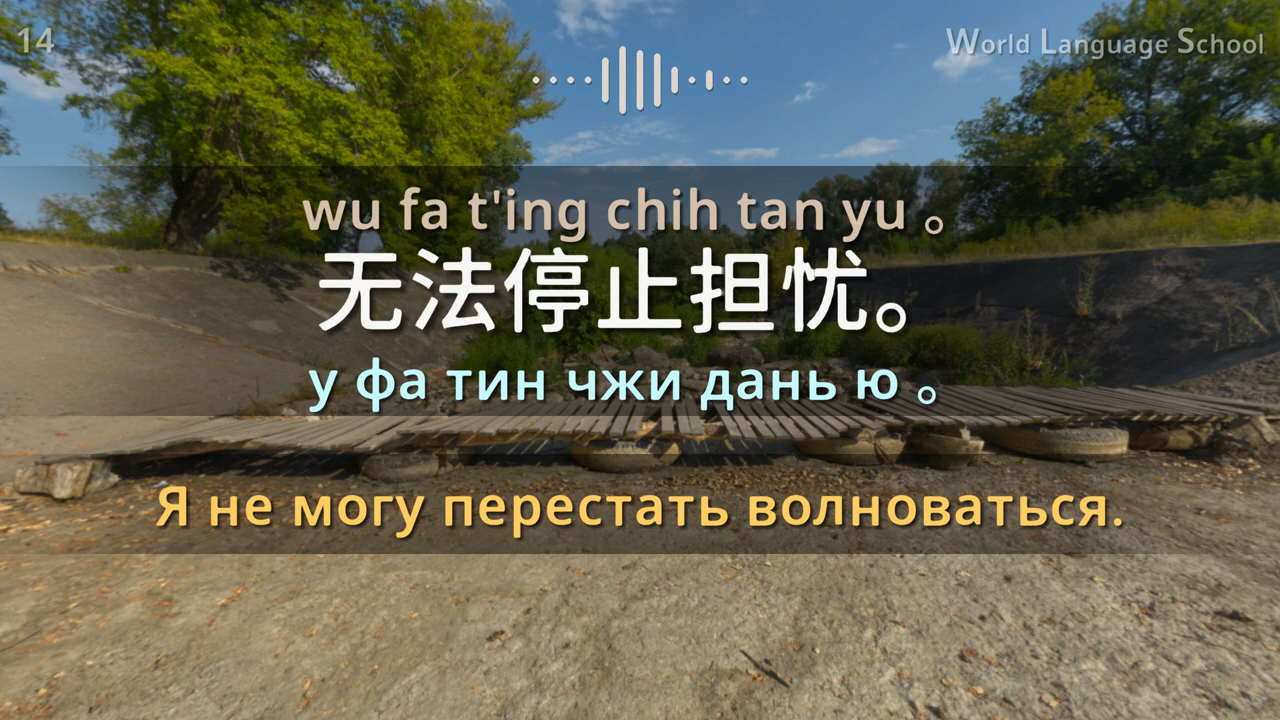 14
World Language School
wu fa t'ing chih tan yu 。
无法停止担忧。
у фа тин чжи дань ю 。
Я не могу перестать волноваться.